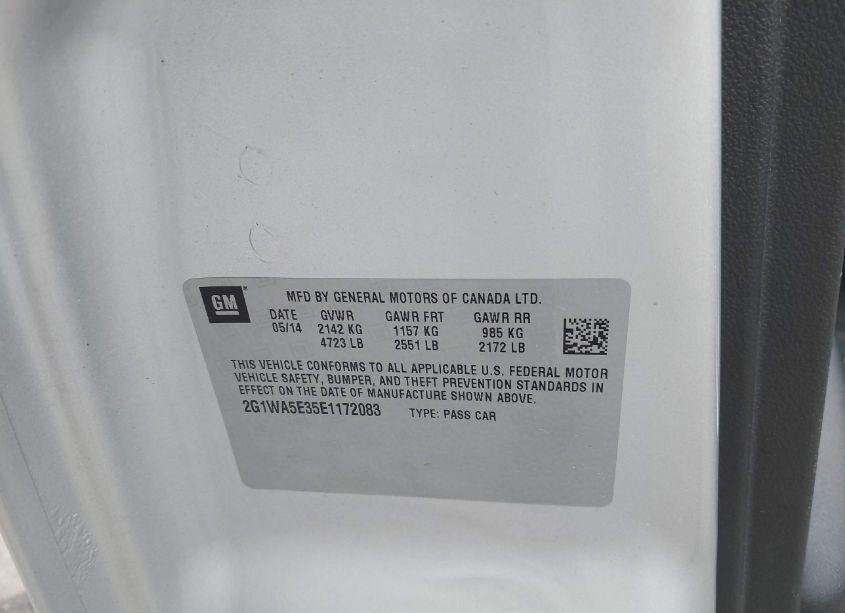 GM
MFD BY GENERAL MOTORS OF CANADA LTD.
DATE GVWR GAWR FRT GAWR RR
05/14 2142 KG 1157 KG 985 KG
4723 LB 2551 LB 2172 LB
THIS VEHICLE CONFORMS TO ALL APPLICABLE U.S. FEDERAL MOTOR
VEHICLE SAFETY, BUMPER, AND THEFT PREVENTION STANDARDS IN
EFFECT ON THE DATE OF MANUFACTURE SHOWN ABOVE.
2G1WA5E35E1172083 TYPE: PASS CAR